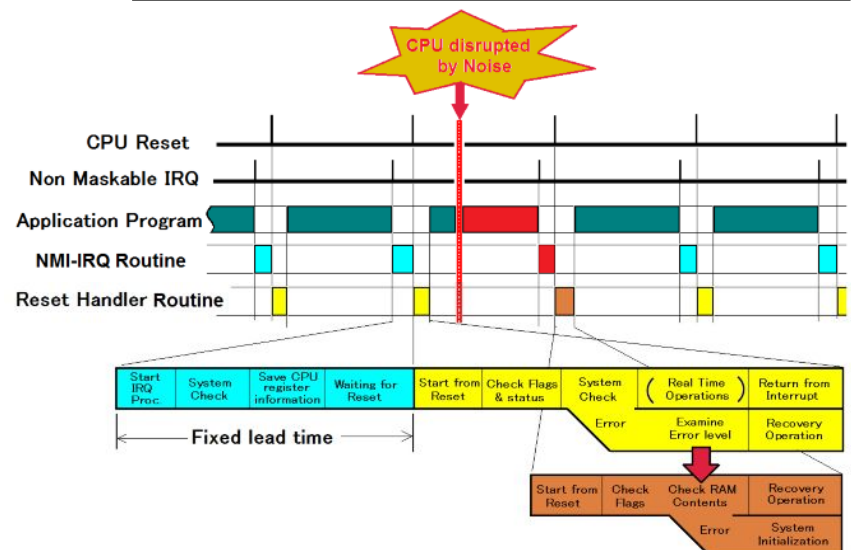 CPU disrupted
by Noise
CPU Reset
Non Maskable IRQ
Application Program
NMI-IRQ Routine
Reset Handler Routine
Start
IRQ
Proc.
System
Check
Save CPU
register
information
Waiting for
Reset
Start from
Reset
Check Flags
& status
System
Check
( Real Time
Operations )
Return from
Interrupt
Error
Examine
Error level
Recovery
Operation
Fixed lead time
Start from
Reset
Check
Flags
Check RAM
Contents
Recovery
Operation
Error
System
Initialization